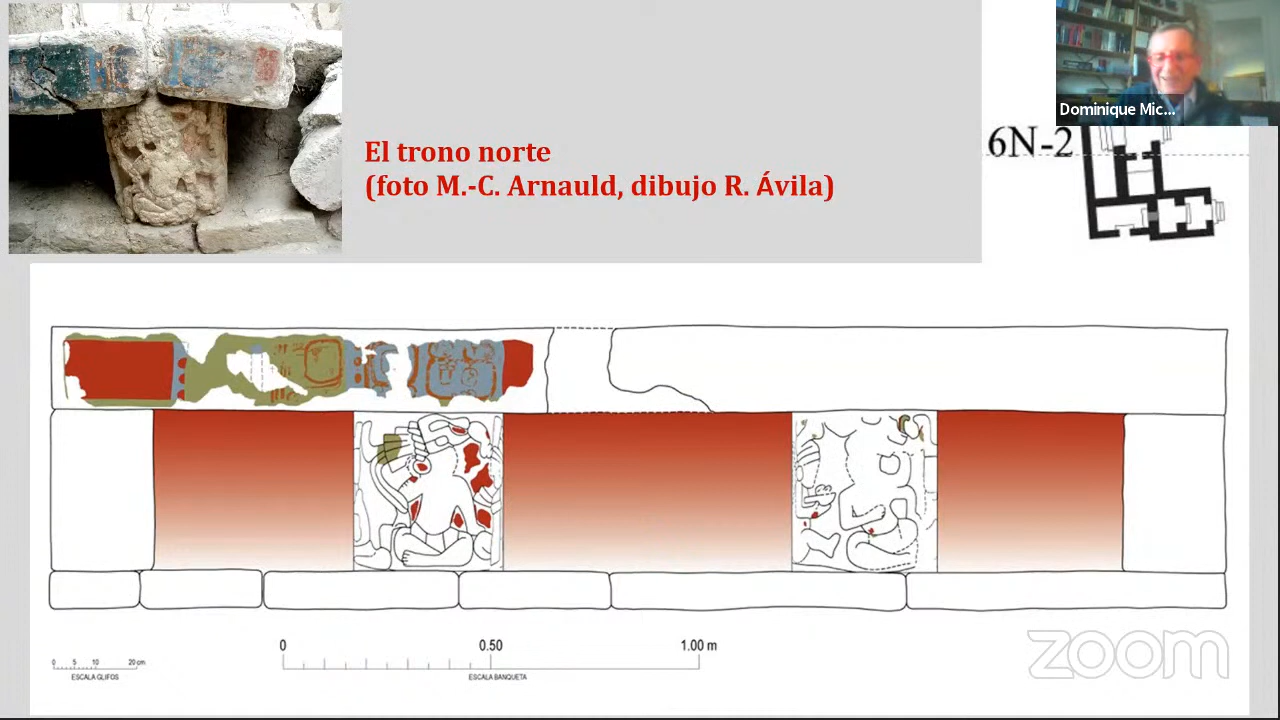 El trono norte
(foto M.-C. Arnauld, dibujo R. Ávila)
Dominique Mic...
6N-2
0 5 10 20 cm
ESCALA GLIFOS
0 0.50 1.00 m
ESCALA BANQUETA
zoom